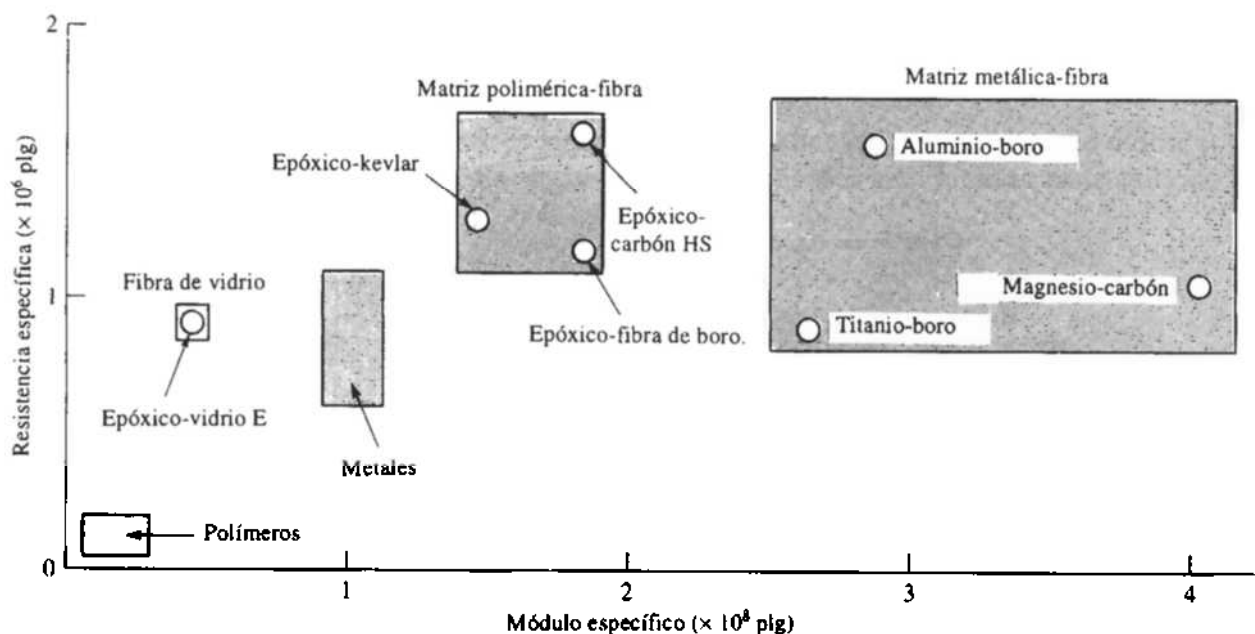 2
Matriz polimérica-fibra
Matriz metálica-fibra
Aluminio-boro
Epóxico-kevlar
Epóxico-
carbón HS
Resistencia específica (× 10⁶ plg)
1
Fibra de vidrio
Magnesio-carbón
Titanio-boro
Epóxico-fibra de boro.
Epóxico-vidrio E
Metales
Polímeros
0
1
2
3
4
Módulo específico (× 10⁸ plg)